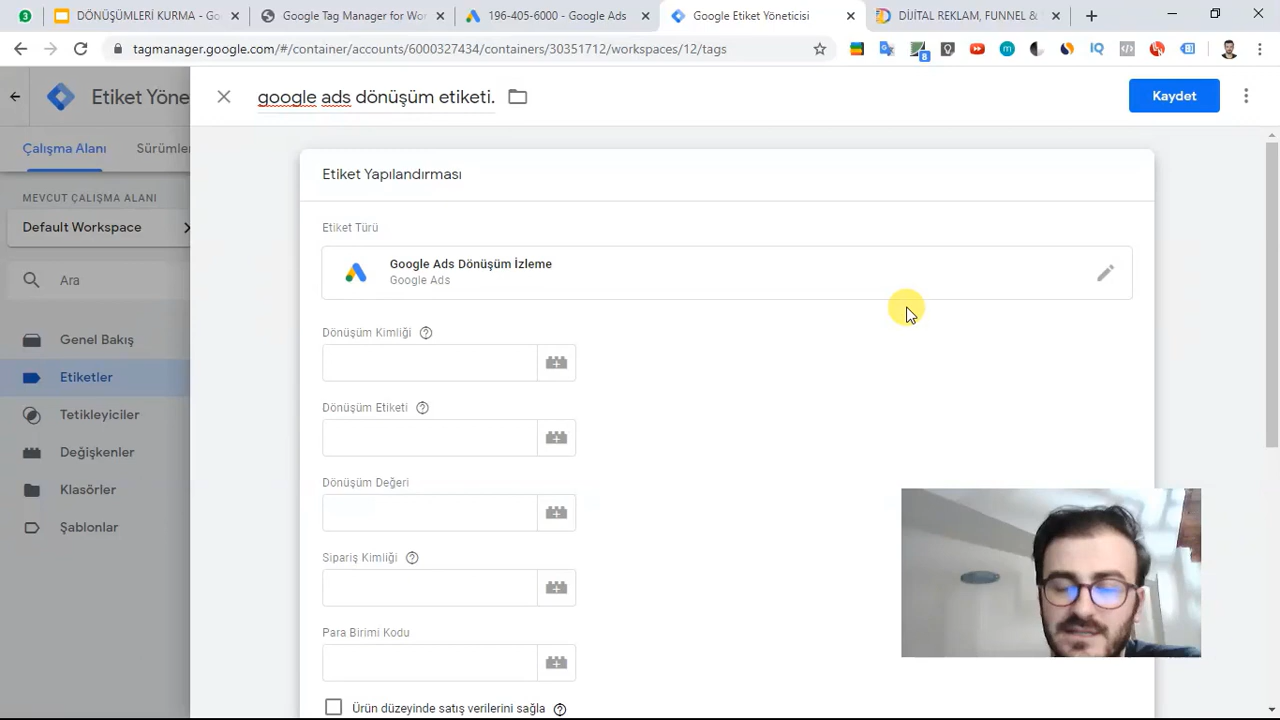 DÖNÜŞÜMLERİ KURMA - Go
Google Tag Manager for Wor
06-405-6000 - Google Ads
Google Etiket Yöneticisi
DİJİTAL REKLAM, FUNNEL &
tagmanager.google.com/#/container/accounts/6000327434/containers/30351712/workspaces/12/tags
Etiket Yöne
google ads dönüşüm etiketi.
Kaydet
Çalışma Alanı
Sürümler
MEVCUT ÇALIŞMA ALANI
Default Workspace
Ara
Genel Bakış
Etiketler
Tetikleyiciler
Değişkenler
Klasörler
Şablonlar
Etiket Yapılandırması
Etiket Türü
Google Ads Dönüşüm İzleme
Google Ads
Dönüşüm Kimliği
Dönüşüm Etiketi
Dönüşüm Değeri
Sipariş Kimliği
Para Birimi Kodu
Ürün düzeyinde satış verilerini sağla